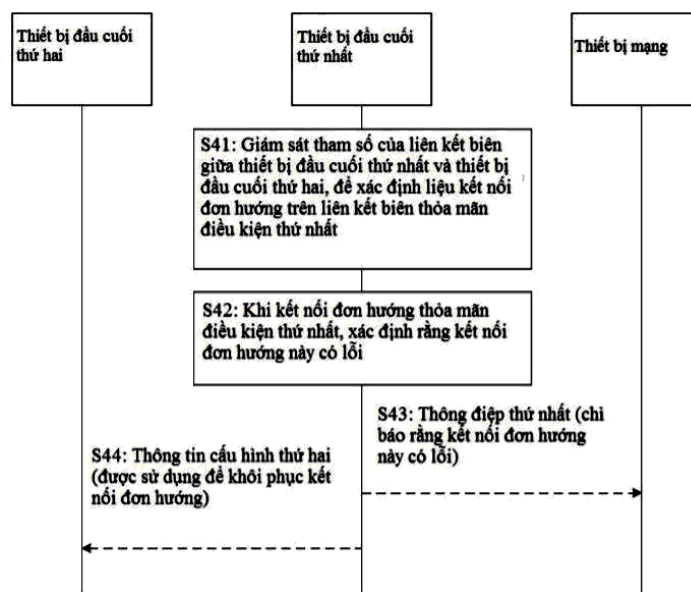 Thiết bị đầu cuối
thứ hai
Thiết bị đầu cuối
thứ nhất
Thiết bị mạng
S41: Giám sát tham số của liên kết biên
giữa thiết bị đầu cuối thứ nhất và thiết bị
đầu cuối thứ hai, để xác định liệu kết nối
đơn hướng trên liên kết biên thỏa mãn
điều kiện thứ nhất
S42: Khi kết nối đơn hướng thỏa mãn
điều kiện thứ nhất, xác định rằng kết nối
đơn hướng này có lỗi
S43: Thông điệp thứ nhất (chỉ
báo rằng kết nối đơn hướng
này có lỗi)
S44: Thông tin cấu hình thứ hai
(được sử dụng để khôi phục kết
nối đơn hướng)